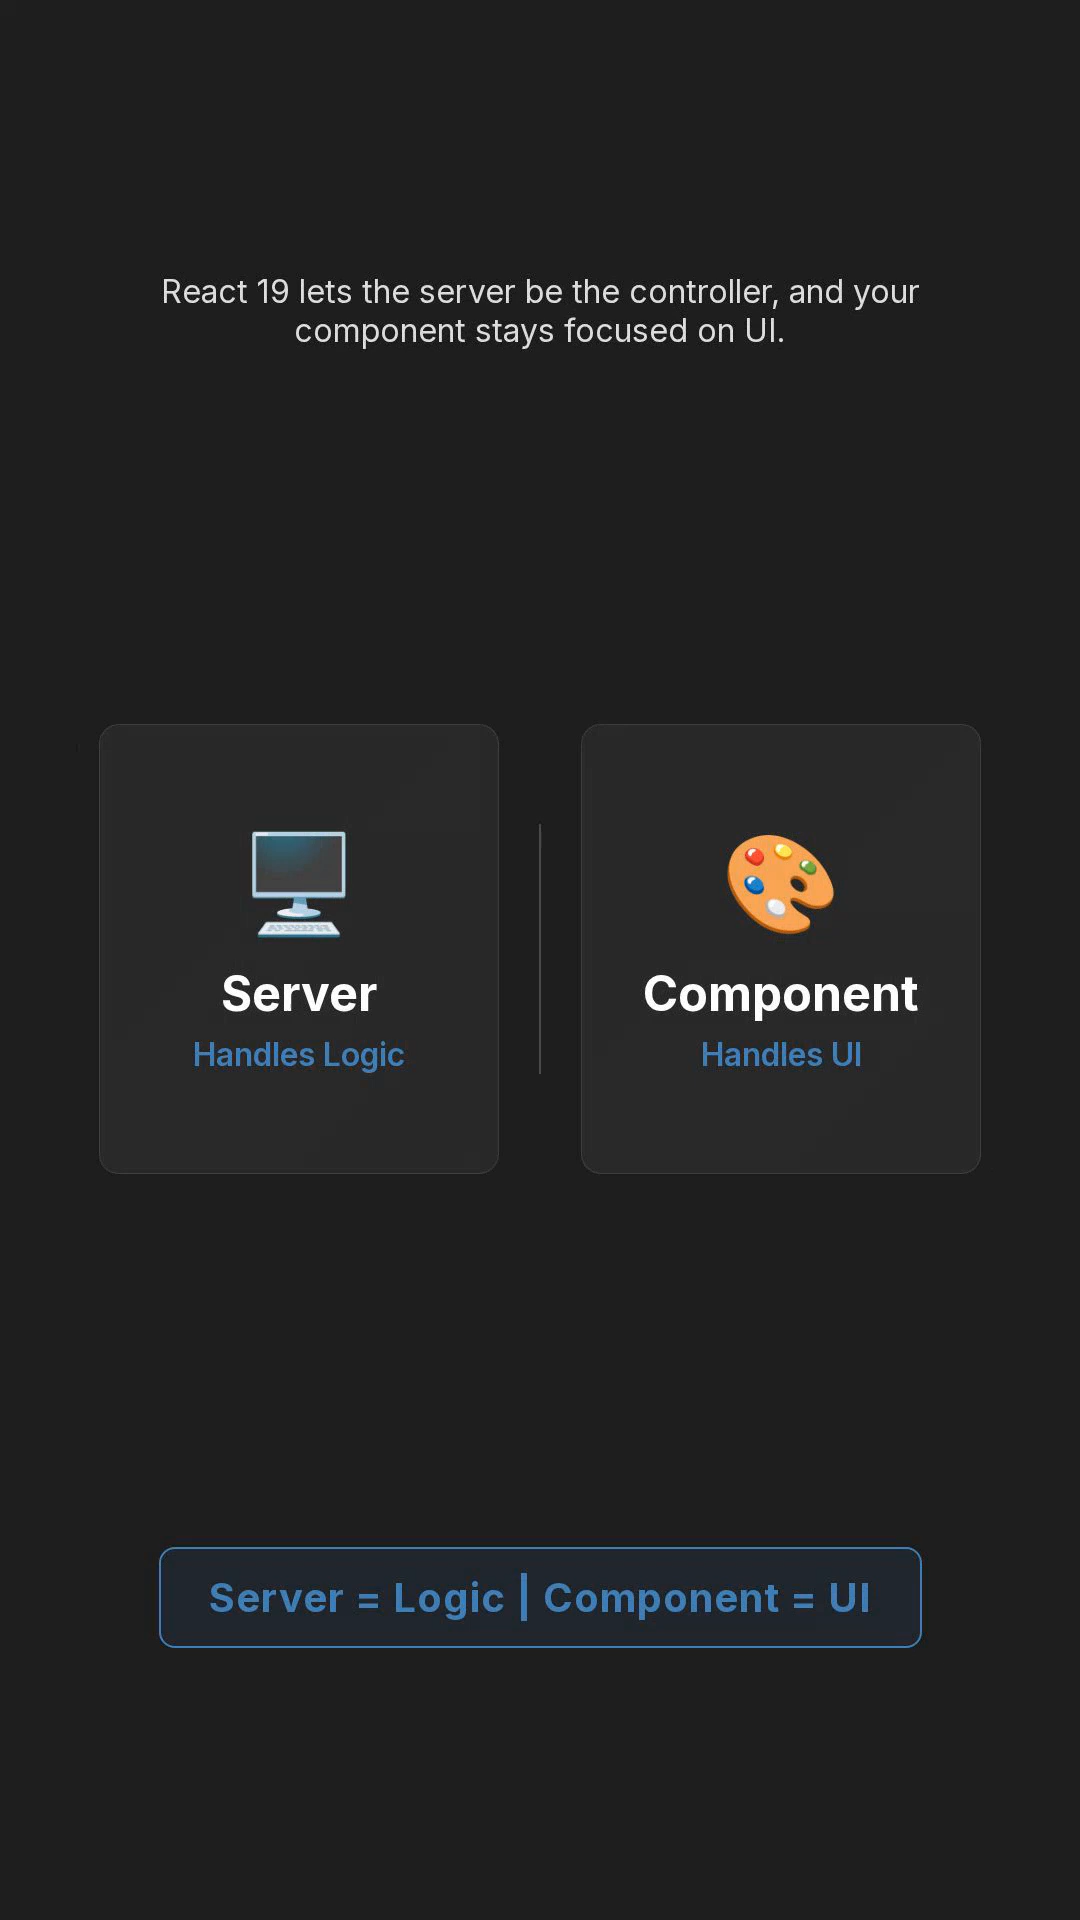 React 19 lets the server be the controller, and your
component stays focused on UI.
Server
Handles Logic
Component
Handles UI
Server = Logic | Component = UI